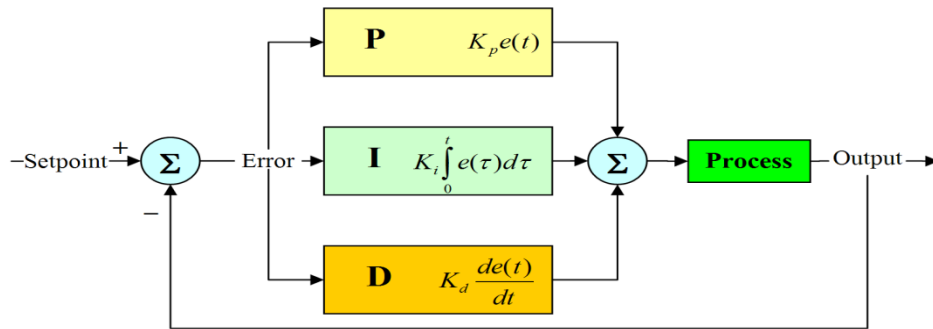 P K_p e(t)
–Setpoint + Σ Error I K_i ∫_0^t e(τ)dτ Σ Process Output
–
D K_d de(t)/dt